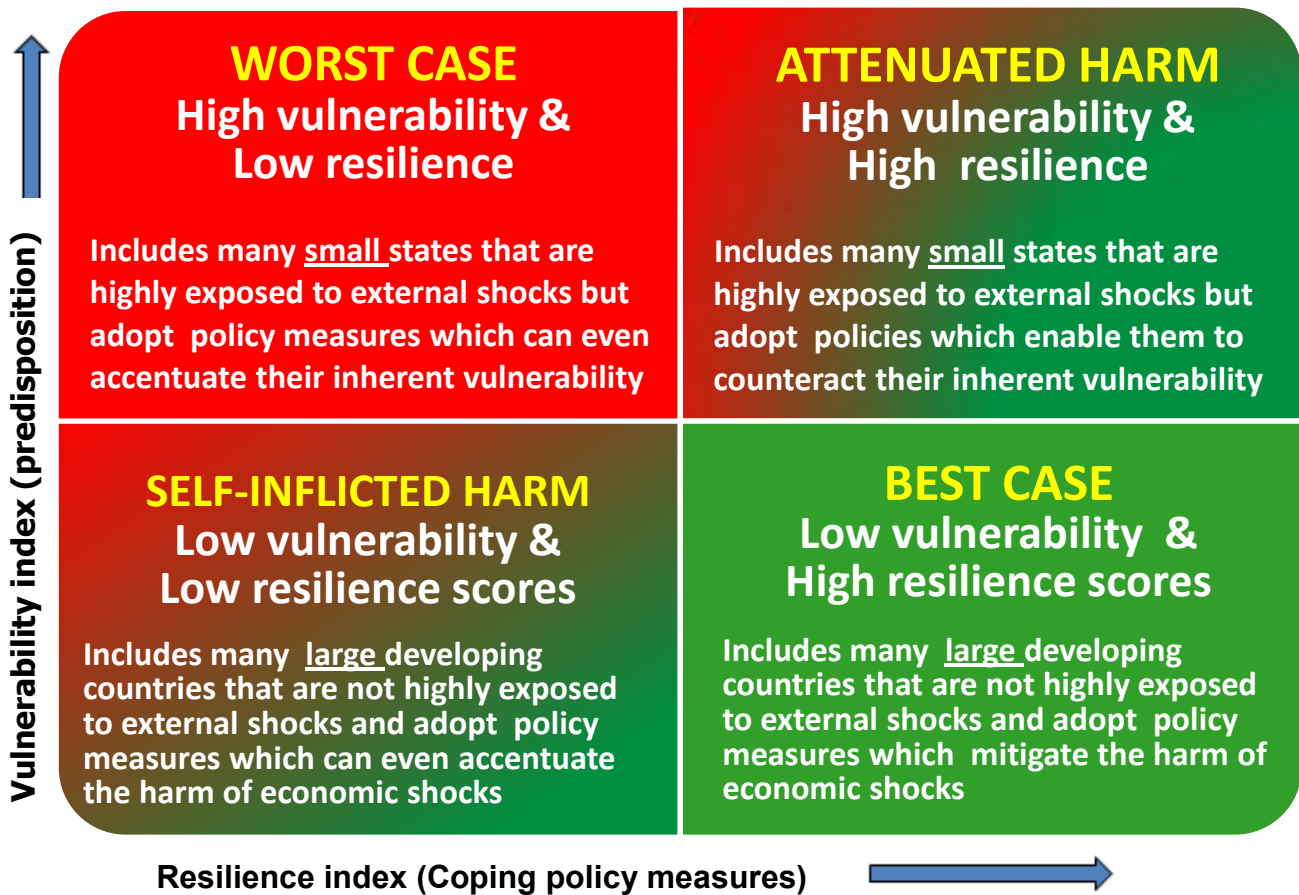 WORST CASE
High vulnerability &
Low resilience
Includes many small states that are
highly exposed to external shocks but
adopt policy measures which can even
accentuate their inherent vulnerability
ATTENUATED HARM
High vulnerability &
High resilience
Includes many small states that are
highly exposed to external shocks but
adopt policies which enable them to
counteract their inherent vulnerability
SELF-INFLICTED HARM
Low vulnerability &
Low resilience scores
Includes many large developing
countries that are not highly exposed
to external shocks and adopt policy
measures which can even accentuate
the harm of economic shocks
BEST CASE
Low vulnerability &
High resilience scores
Includes many large developing
countries that are not highly exposed
to external shocks and adopt policy
measures which mitigate the harm of
economic shocks
Vulnerability index (predisposition)
Resilience index (Coping policy measures)